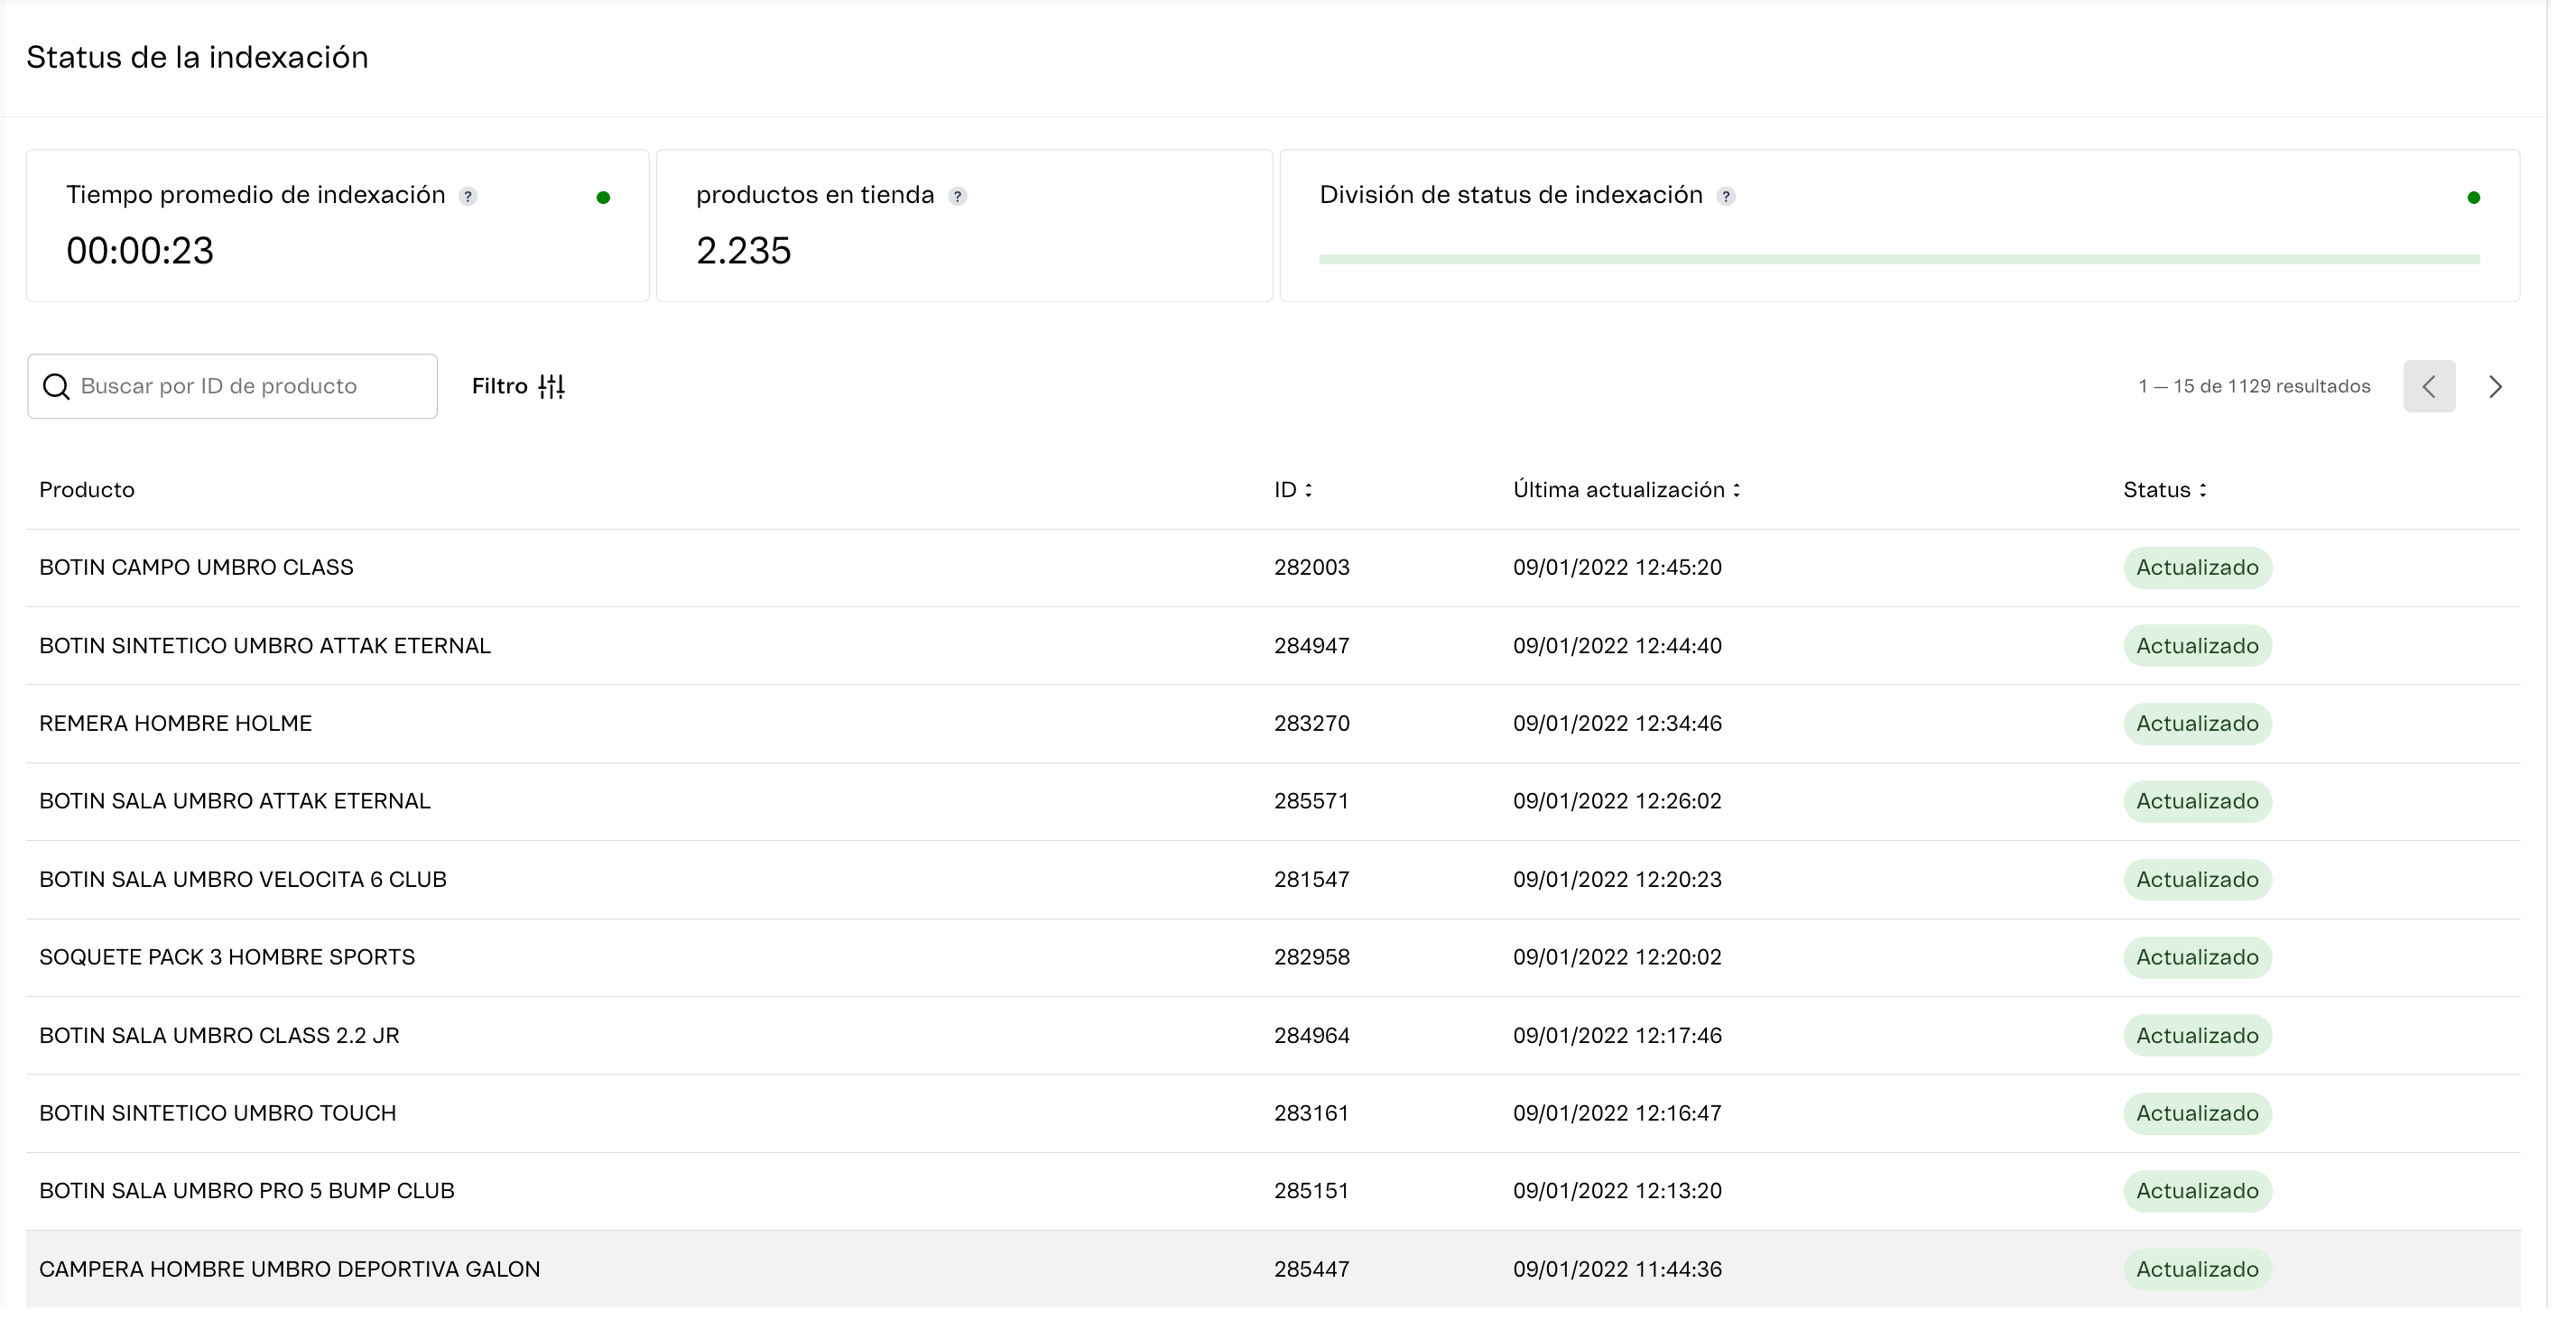 Status de la indexación
Tiempo promedio de indexación ?
00:00:23
productos en tienda ?
2.235
División de status de indexación ?
Buscar por ID de producto
Filtro
1 — 15 de 1129 resultados
Producto ID Última actualización Status
BOTIN CAMPO UMBRO CLASS 282003 09/01/2022 12:45:20 Actualizado
BOTIN SINTETICO UMBRO ATTAK ETERNAL 284947 09/01/2022 12:44:40 Actualizado
REMERA HOMBRE HOLME 283270 09/01/2022 12:34:46 Actualizado
BOTIN SALA UMBRO ATTAK ETERNAL 285571 09/01/2022 12:26:02 Actualizado
BOTIN SALA UMBRO VELOCITA 6 CLUB 281547 09/01/2022 12:20:23 Actualizado
SOQUETE PACK 3 HOMBRE SPORTS 282958 09/01/2022 12:20:02 Actualizado
BOTIN SALA UMBRO CLASS 2.2 JR 284964 09/01/2022 12:17:46 Actualizado
BOTIN SINTETICO UMBRO TOUCH 283161 09/01/2022 12:16:47 Actualizado
BOTIN SALA UMBRO PRO 5 BUMP CLUB 285151 09/01/2022 12:13:20 Actualizado
CAMPERA HOMBRE UMBRO DEPORTIVA GALON 285447 09/01/2022 11:44:36 Actualizado